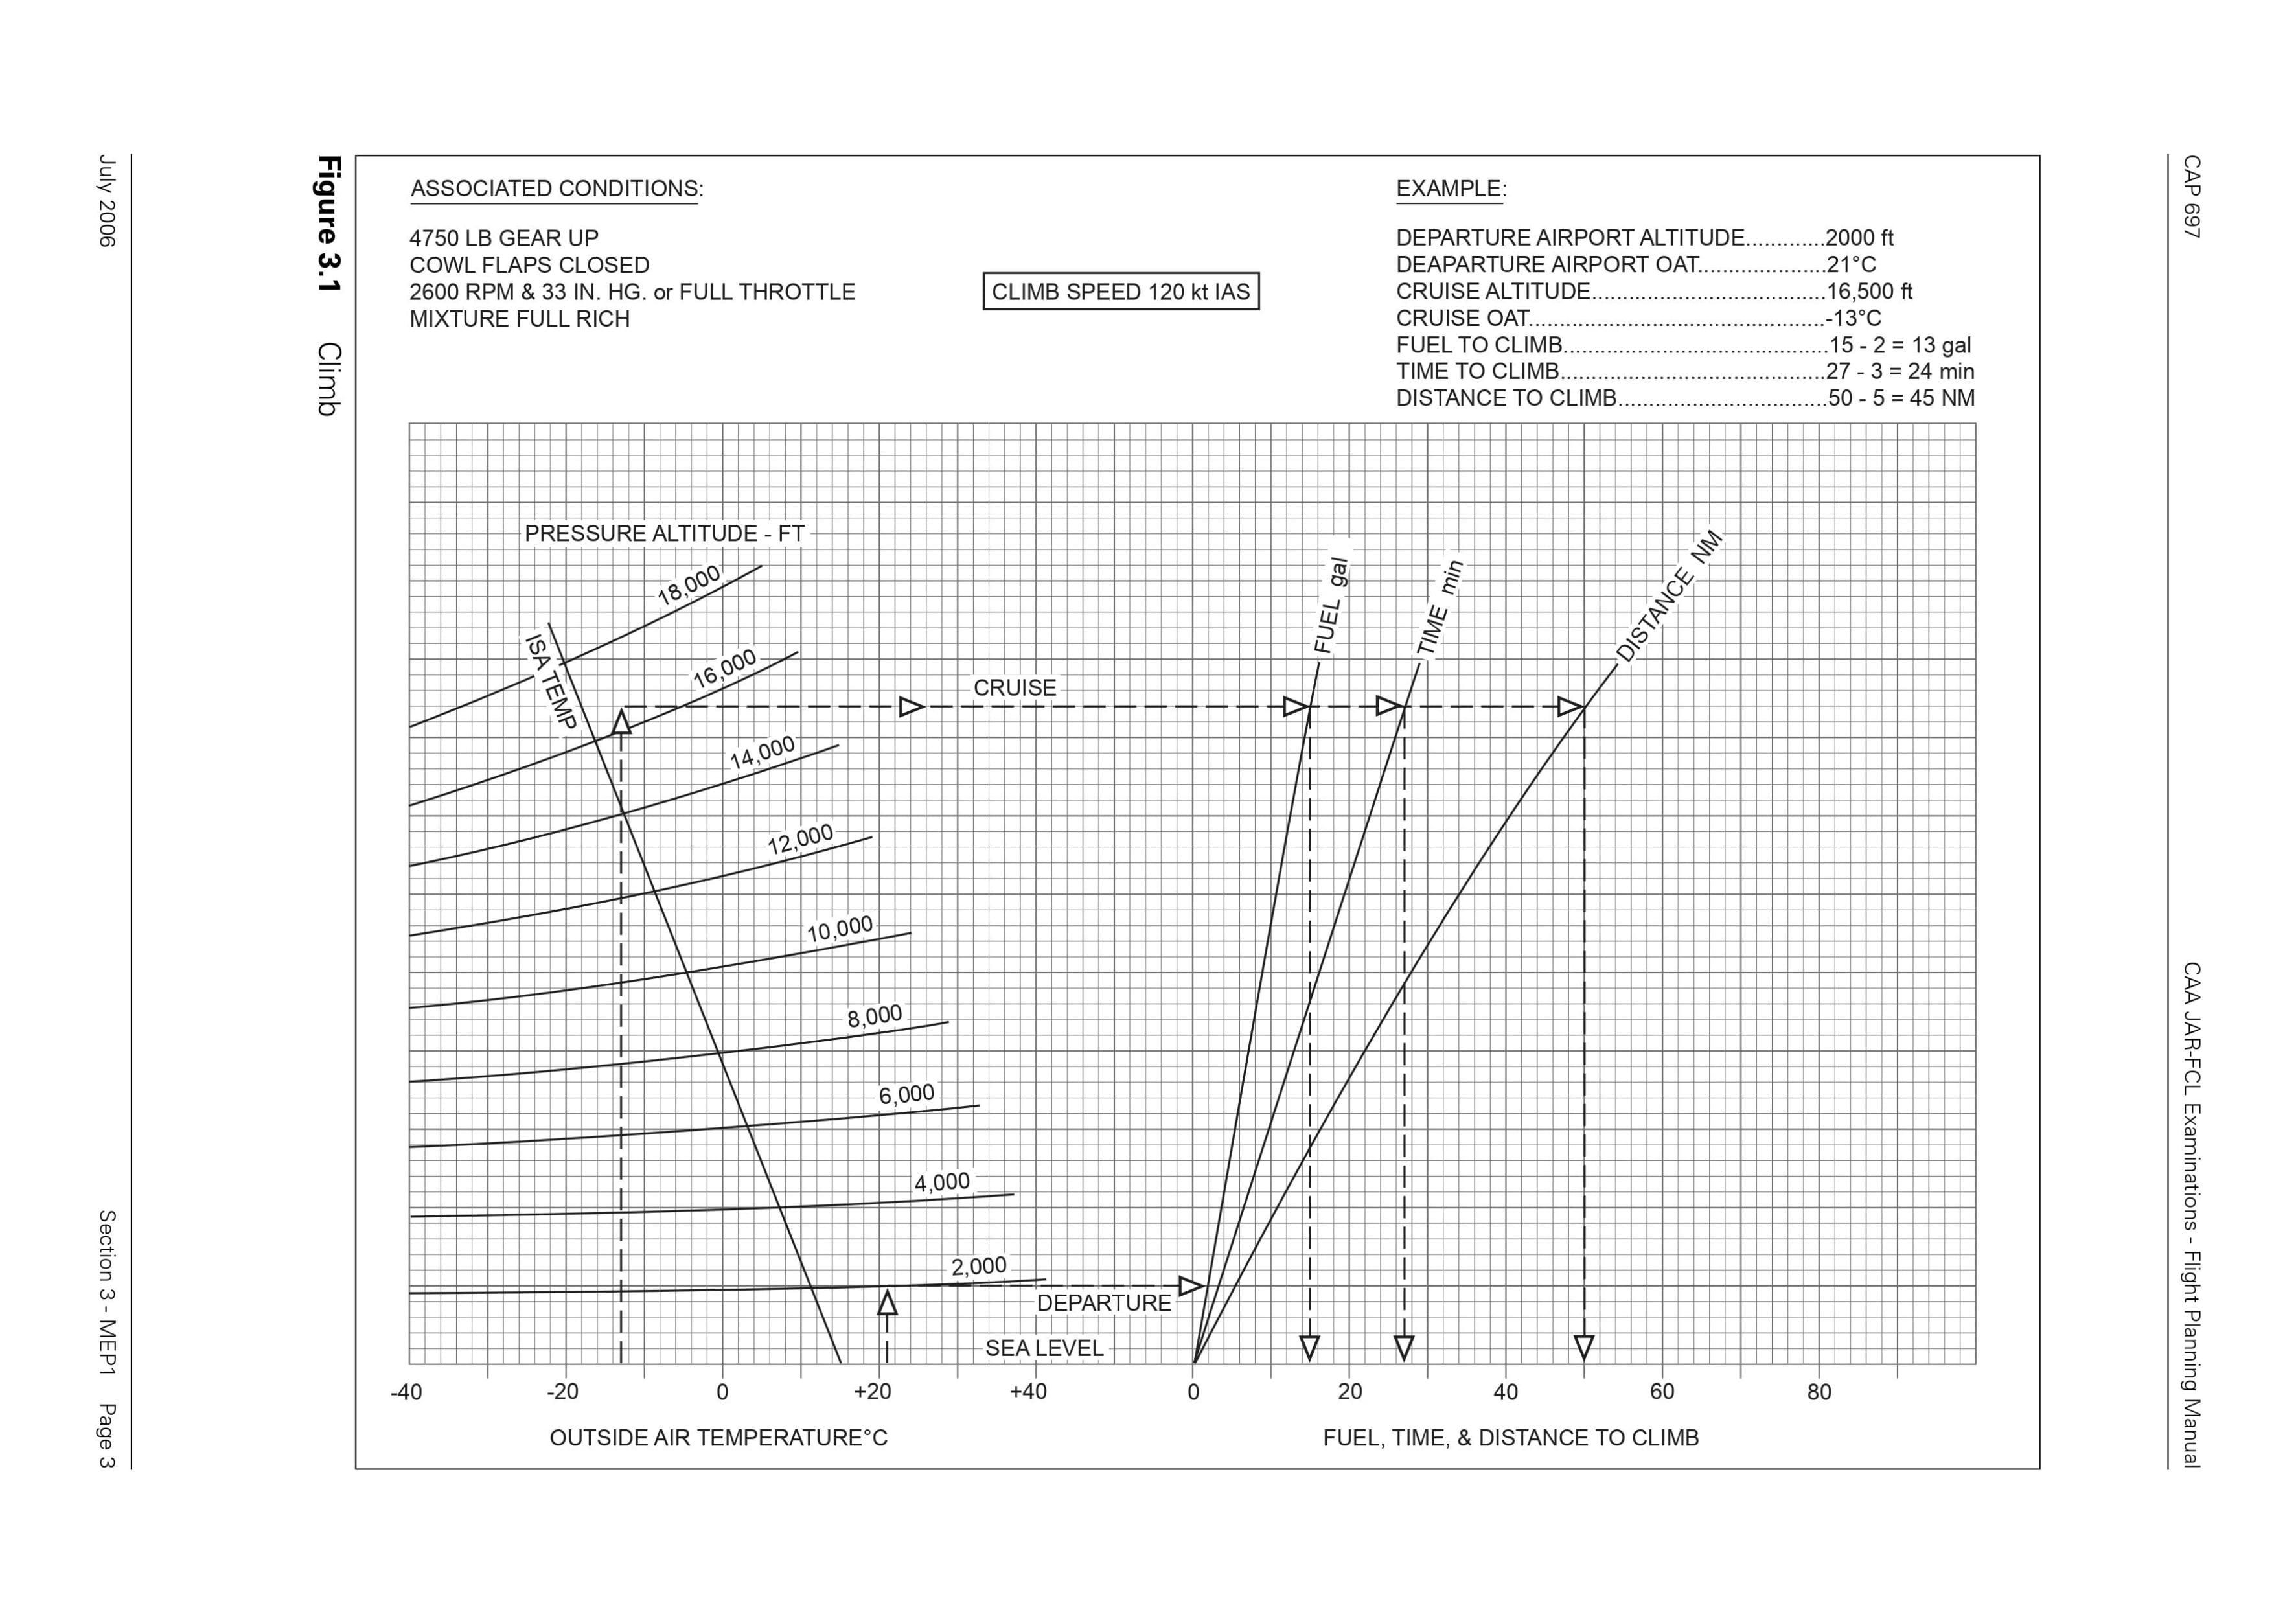 CAP 697
CAA JAR-FCL Examinations - Flight Planning Manual
Figure 3.1 Climb
ASSOCIATED CONDITIONS:
4750 LB GEAR UP
COWL FLAPS CLOSED
2600 RPM & 33 IN. HG. or FULL THROTTLE
MIXTURE FULL RICH
CLIMB SPEED 120 kt IAS
EXAMPLE:
DEPARTURE AIRPORT ALTITUDE.............2000 ft
DEAPARTURE AIRPORT OAT.....................21°C
CRUISE ALTITUDE......................................16,500 ft
CRUISE OAT................................................-13°C
FUEL TO CLIMB...........................................15 - 2 = 13 gal
TIME TO CLIMB...........................................27 - 3 = 24 min
DISTANCE TO CLIMB..................................50 - 5 = 45 NM
PRESSURE ALTITUDE - FT
18,000
16,000
14,000
12,000
10,000
8,000
6,000
4,000
2,000
ISA TEMP
CRUISE
DEPARTURE
SEA LEVEL
FUEL gal
TIME min
DISTANCE NM
-40 -20 0 +20 +40 0 20 40 60 80
OUTSIDE AIR TEMPERATURE°C
FUEL, TIME, & DISTANCE TO CLIMB
July 2006
Section 3 - MEP1 Page 3